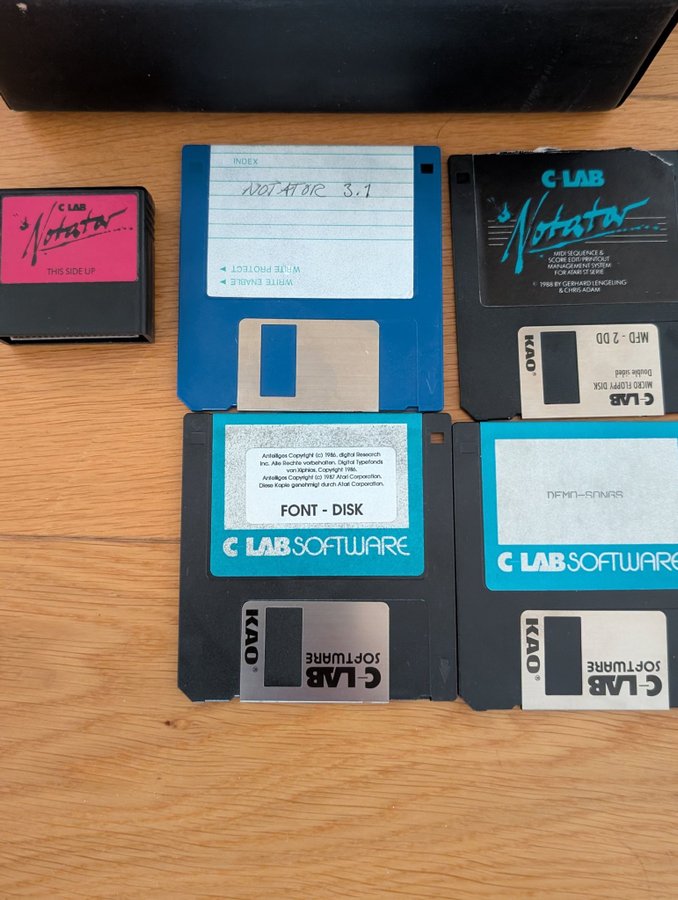 C LAB
Notator
THIS SIDE UP
INDEX
NOTATOR 3.1
WRITE PROTECT
WRITE ENABLE
C-LAB
Notator
MIDI SEQUENCE &
SCORE EDIT/PRINTOUT
MANAGEMENT SYSTEM
FOR ATARI ST SERIE
© 1988 BY GERHARD LENGELING
& CHRIS ADAM
KAO
MFD - 2 DD
Double sided
MICRO FLOPPY DISK
C-LAB
Anteiliges Copyright (c) 1986, digital Research
Inc. Alle Rechte vorbehalten. Digital Typefonds
von Xiphias, Copyright 1986.
Anteiliges Copyright (c) 1987 Atari Corporation.
Diese Kopie genehmigt durch Atari Corporation.
FONT - DISK
C LAB SOFTWARE
KAO®
C-LAB
SOFTWARE
DEMO-SONGS
C LAB SOFTWARE
KAO®
C-LAB
SOFTWARE